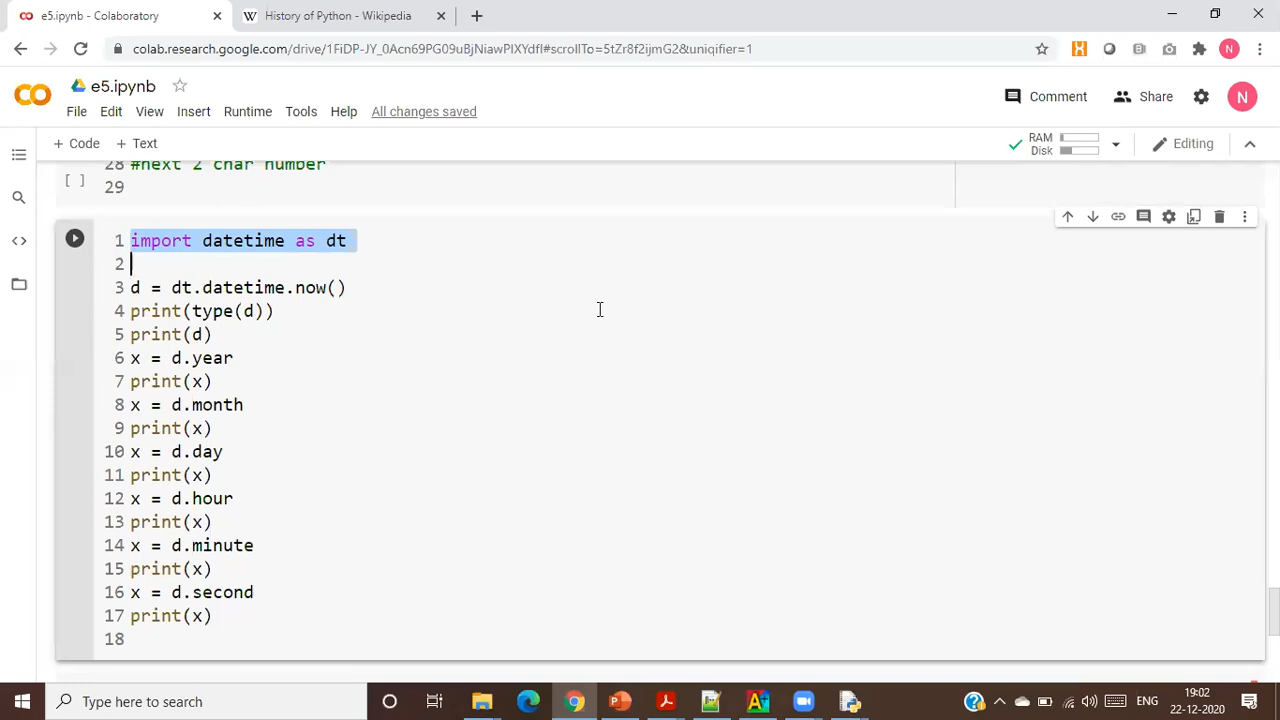 e5.ipynb - Colaboratory
History of Python - Wikipedia
colab.research.google.com/drive/1FiDP-JY_0Acn69PG09uBjNiawPIXYdfI#scrollTo=5tZr8f2ijmG2&uniqifier=1
N
e5.ipynb
Comment
Share
N
File Edit View Insert Runtime Tools Help All changes saved
+ Code + Text
RAM
Disk
Editing
28 #next 2 char number
[ ] 29
1 import datetime as dt
2
3 d = dt.datetime.now()
4 print(type(d))
5 print(d)
6 x = d.year
7 print(x)
8 x = d.month
9 print(x)
10 x = d.day
11 print(x)
12 x = d.hour
13 print(x)
14 x = d.minute
15 print(x)
16 x = d.second
17 print(x)
18
Type here to search
ENG
19:02
22-12-2020